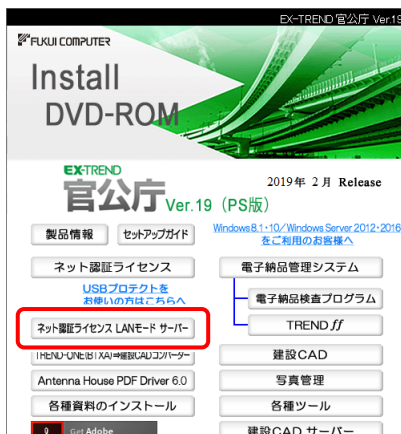 EX-TREND 官公庁 Ver.19
FUKUI COMPUTER
Install
DVD-ROM
EX-TREND
官公庁 Ver.19 (PS版)
2019年 2月 Release
製品情報
セットアップガイド
Windows8.1・10/Windows Server 2012・2016
をご利用のお客様へ
ネット認証ライセンス
USBプロテクトを
お使いの方はこちらへ
ネット認証ライセンス LANモード サーバー
TREND-ONE(BTXA)⇒建設CADコンバーター
Antenna House PDF Driver 6.0
各種資料のインストール
Get Adobe
電子納品管理システム
電子納品検査プログラム
TREND ff
建設CAD
写真管理
各種ツール
建設CAD サーバー